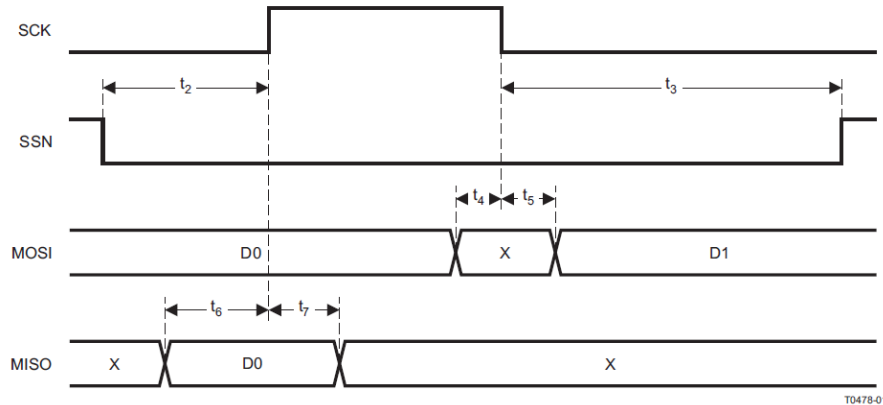 SCK
t2 t3
SSN
t4 t5
MOSI D0 X D1
t6 t7
MISO X D0 X
T0478-0